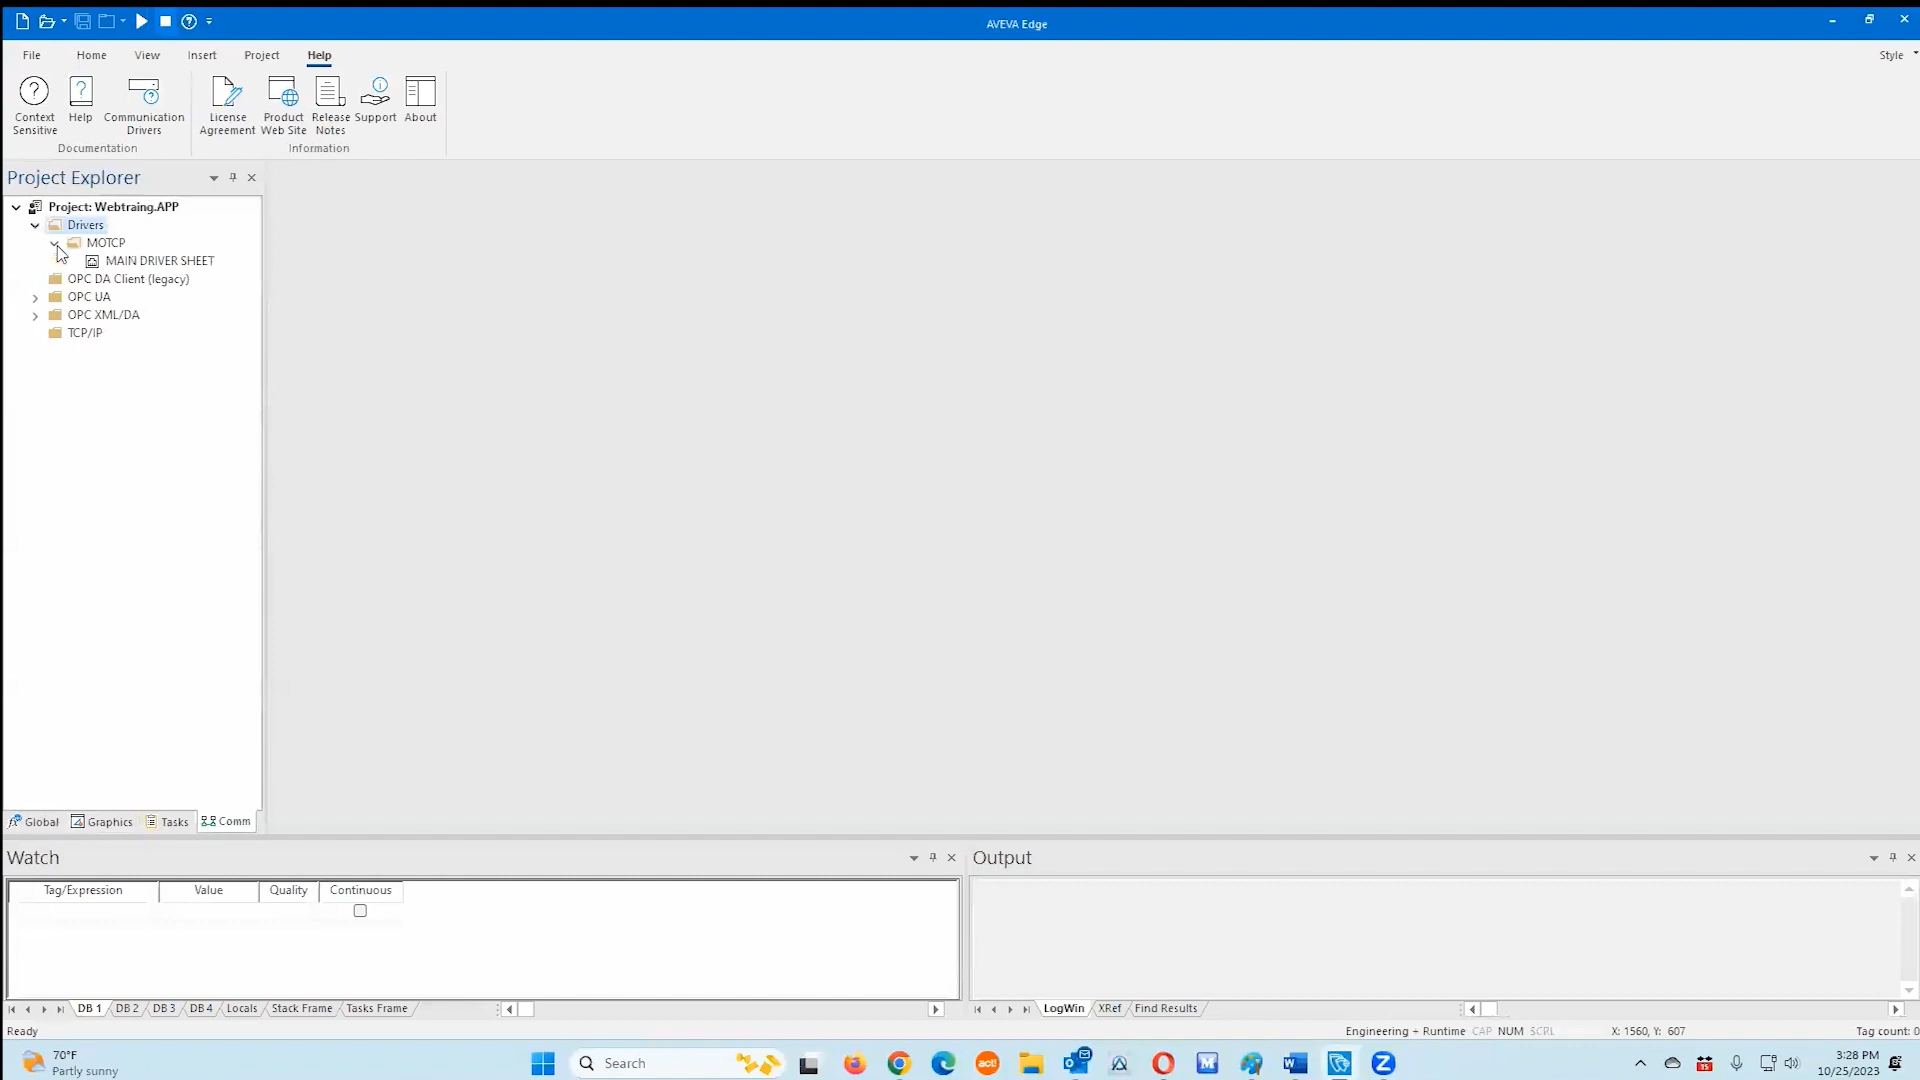 AVEVA Edge
File Home View Insert Project Help Style
Context Sensitive
Help
Communication Drivers
License Agreement
Product Web Site
Release Notes
Support
About
Documentation
Information
Project Explorer
Project: Webtraing.APP
Drivers
MOTCP
MAIN DRIVER SHEET
OPC DA Client (legacy)
OPC UA
OPC XML/DA
TCP/IP
Global Graphics Tasks Comm
Watch
Tag/Expression Value Quality Continuous
DB 1 DB 2 DB 3 DB 4 Locals Stack Frame Tasks Frame
Output
LogWin XRef Find Results
Ready
Engineering + Runtime CAP NUM SCRL X: 1560, Y: 607 Tag count: 0
70°F
Partly sunny
Search
act!
3:28 PM
10/25/2023